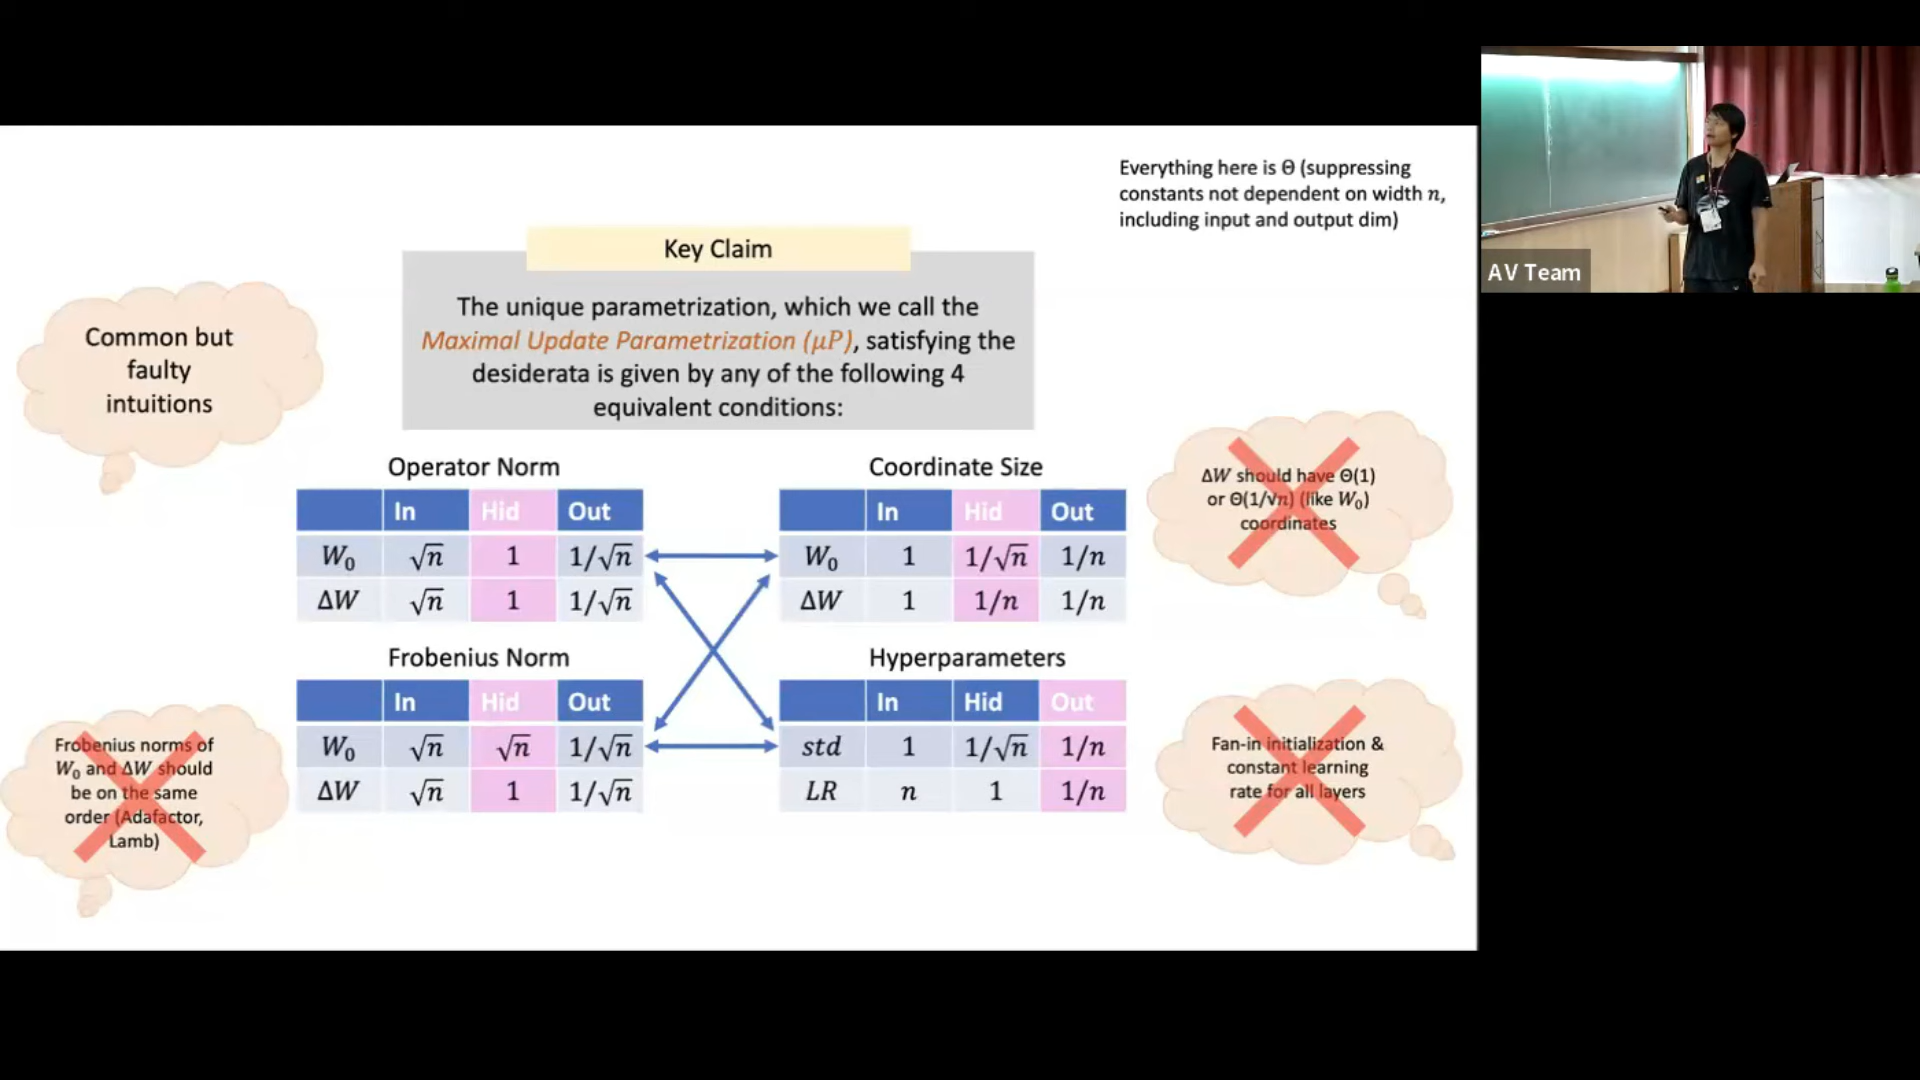 Everything here is Θ (suppressing
constants not dependent on width n,
including input and output dim)
Key Claim
The unique parametrization, which we call the
Maximal Update Parametrization (μP), satisfying the
desiderata is given by any of the following 4
equivalent conditions:
Common but
faulty
intuitions
Operator Norm
In Hid Out
W₀ √n 1 1/√n
ΔW √n 1 1/√n
Coordinate Size
In Hid Out
W₀ 1 1/√n 1/n
ΔW 1 1/n 1/n
ΔW should have Θ(1)
or Θ(1/√n) (like W₀)
coordinates
Frobenius Norm
In Hid Out
W₀ √n √n 1/√n
ΔW √n 1 1/√n
Hyperparameters
In Hid Out
std 1 1/√n 1/n
LR n 1 1/n
Frobenius norms of
W₀ and ΔW should
be on the same
order (Adafactor,
Lamb)
Fan-in initialization &
constant learning
rate for all layers
AV Team